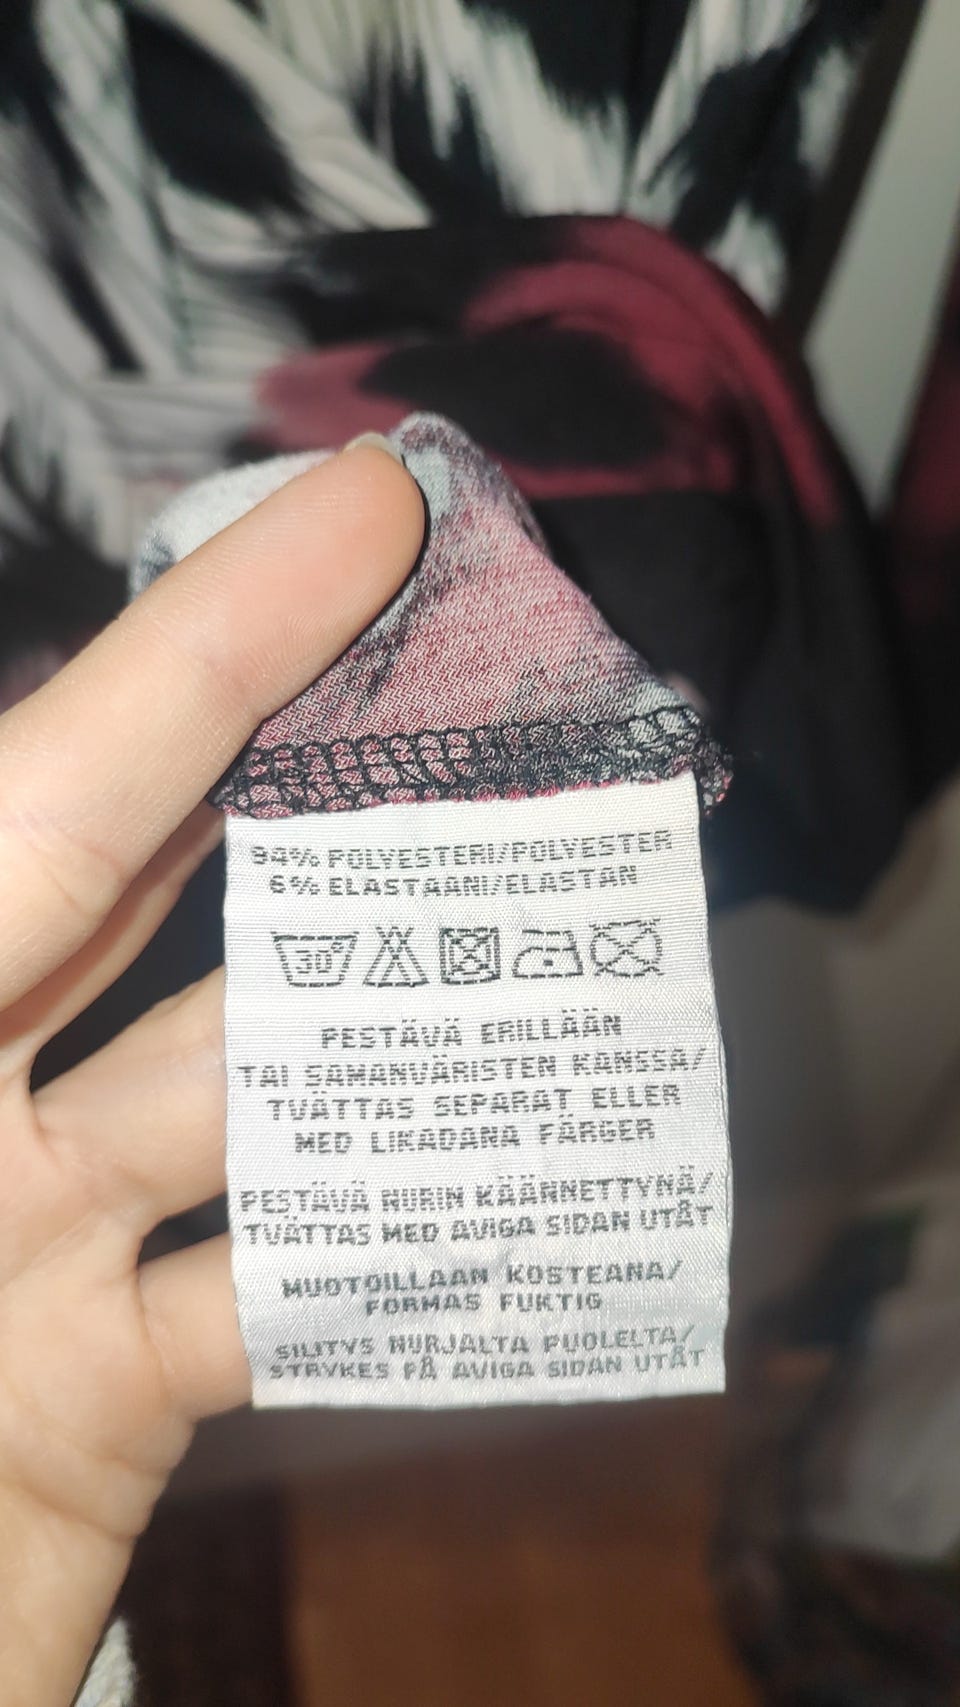 94% POLYESTERI/POLYESTER
6% ELASTAANI/ELASTAN
30°
PESTÄVÄ ERILLÄÄN
TAI SAMANVÄRISTEN KANSSA/
TVÄTTAS SEPARAT ELLER
MED LIKADANA FÄRGER
PESTÄVÄ NURIN KÄÄNNETTYNÄ/
TVÄTTAS MED AVIGA SIDAN UTÅT
MUOTOILLAAN KOSTEANA/
FORMAS FUKTIG
SILITYS NURJALTA PUOLELTA/
STRYKES PÅ AVIGA SIDAN UTÅT